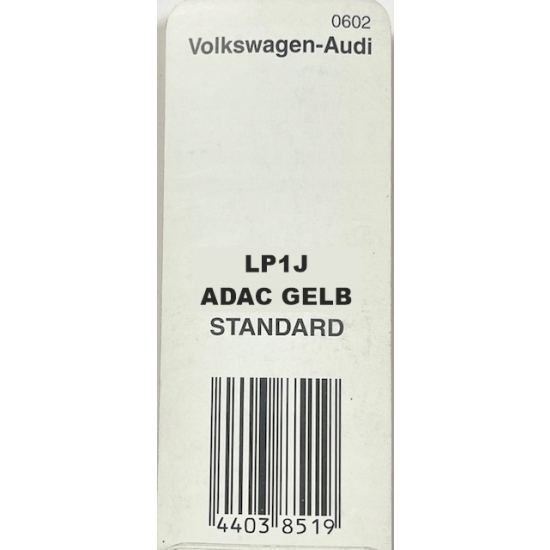 0602
Volkswagen-Audi
LP1J
ADAC GELB
STANDARD
4403 8519